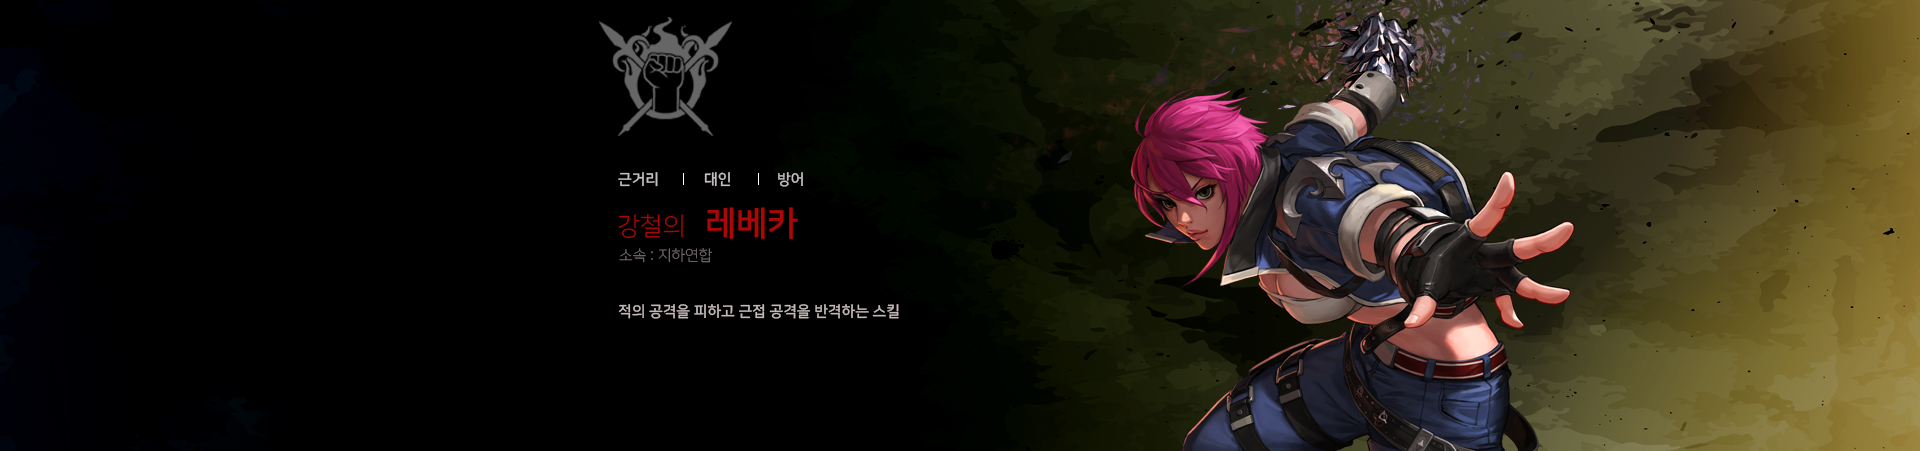 근거리 | 대인 | 방어
강철의 레베카
소속 : 지하연합
적의 공격을 피하고 근접 공격을 반격하는 스킬